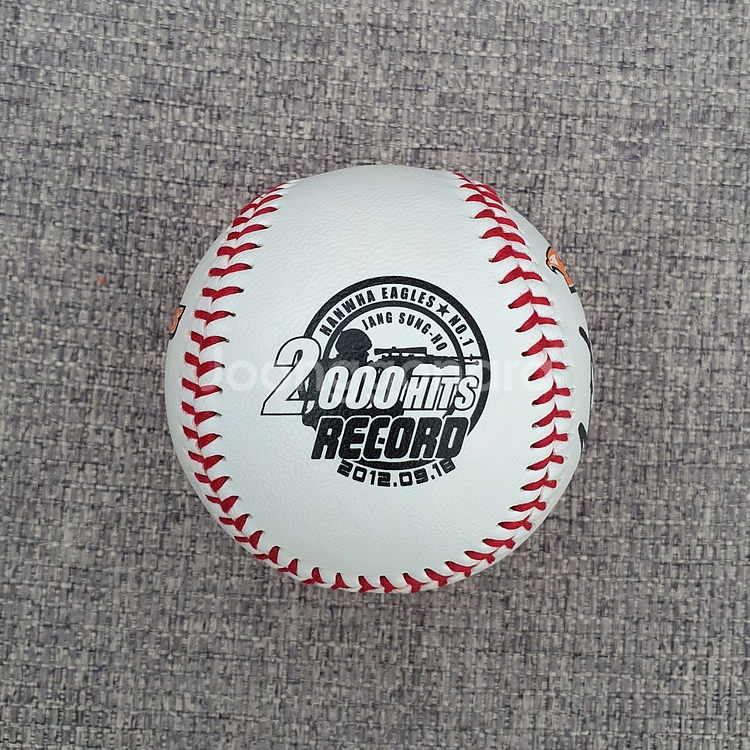 HANWHA EAGLES★NO.1
JANG SUNG-HO
2,000 HITS
RECORD
2012.09.18